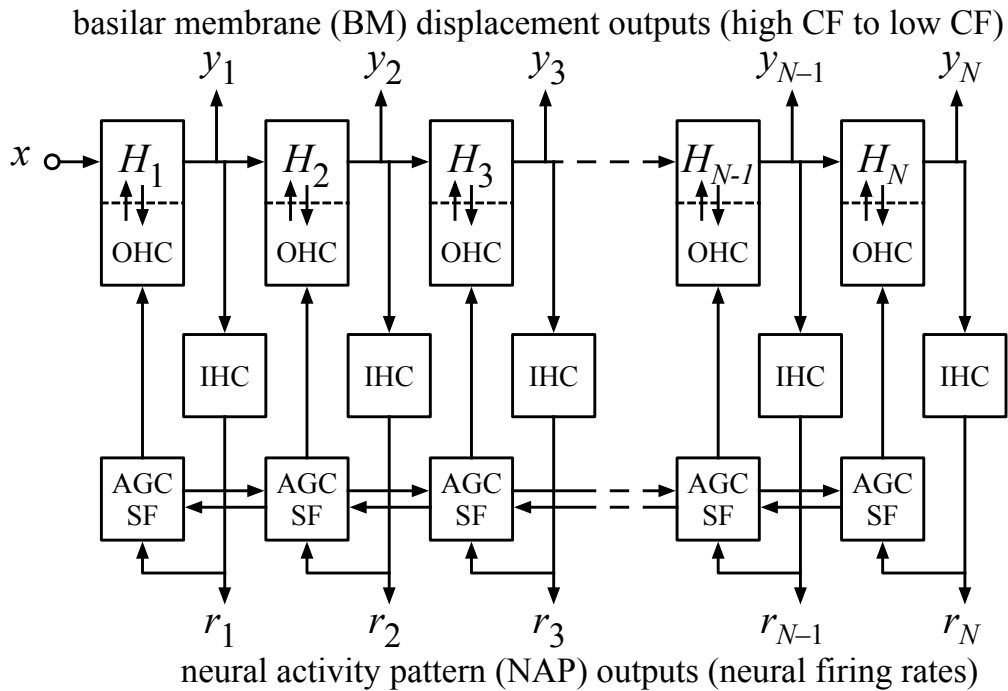 basilar membrane (BM) displacement outputs (high CF to low CF)
y1 y2 y3 yN–1 yN
x H1 H2 H3 HN-1 HN
OHC OHC OHC OHC OHC
IHC IHC IHC IHC IHC
AGC AGC AGC AGC AGC
SF SF SF SF SF
r1 r2 r3 rN–1 rN
neural activity pattern (NAP) outputs (neural firing rates)